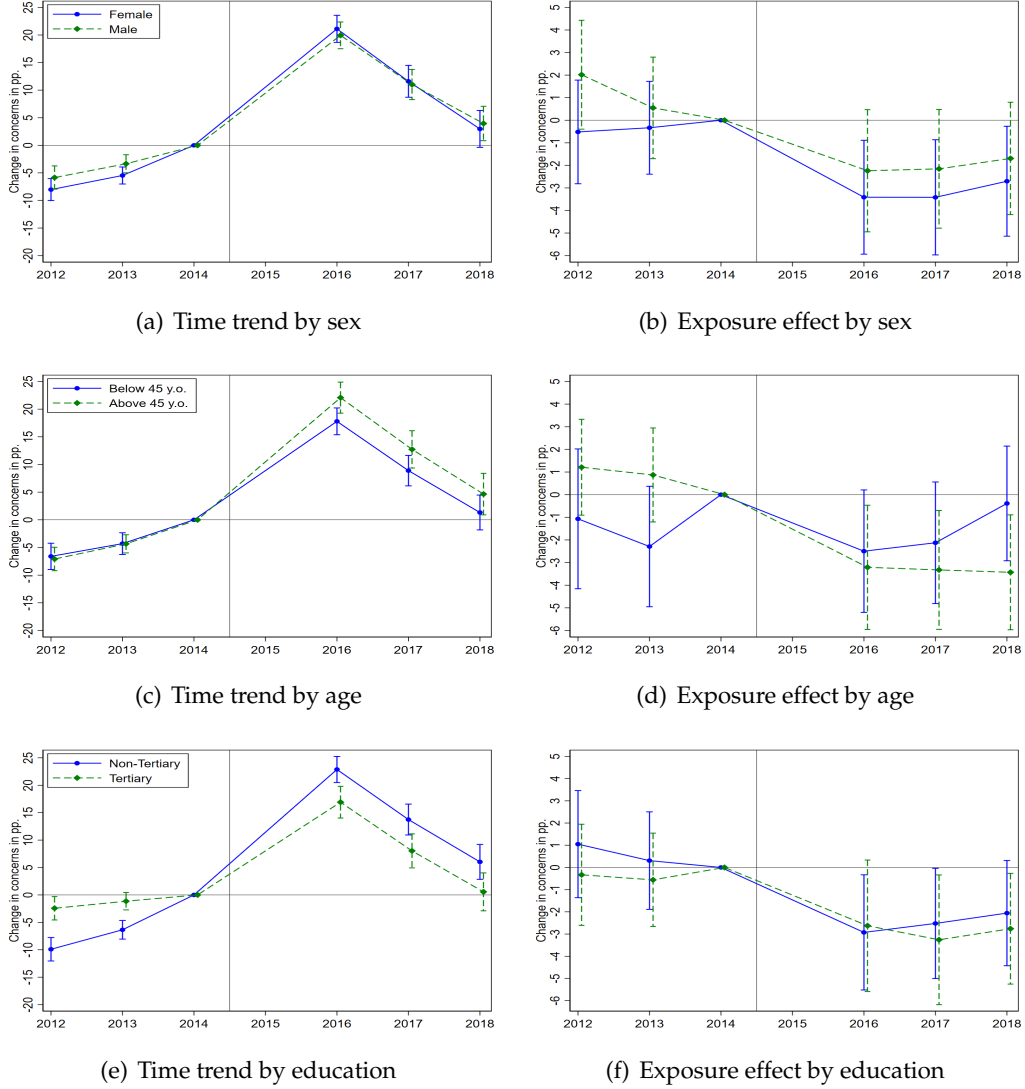 Female
Male
Change in concerns in pp.
-20 -15 -10 -5 0 5 10 15 20 25
2012 2013 2014 2015 2016 2017 2018
Change in concerns in pp.
-6 -5 -4 -3 -2 -1 0 1 2 3 4 5
2012 2013 2014 2015 2016 2017 2018
(a) Time trend by sex
(b) Exposure effect by sex
Below 45 y.o.
Above 45 y.o.
Change in concerns in pp.
-20 -15 -10 -5 0 5 10 15 20 25
2012 2013 2014 2015 2016 2017 2018
Change in concerns in pp.
-6 -5 -4 -3 -2 -1 0 1 2 3 4 5
2012 2013 2014 2015 2016 2017 2018
(c) Time trend by age
(d) Exposure effect by age
Non-Tertiary
Tertiary
Change in concerns in pp.
-20 -15 -10 -5 0 5 10 15 20 25
2012 2013 2014 2015 2016 2017 2018
Change in concerns in pp.
-6 -5 -4 -3 -2 -1 0 1 2 3 4 5
2012 2013 2014 2015 2016 2017 2018
(e) Time trend by education
(f) Exposure effect by education